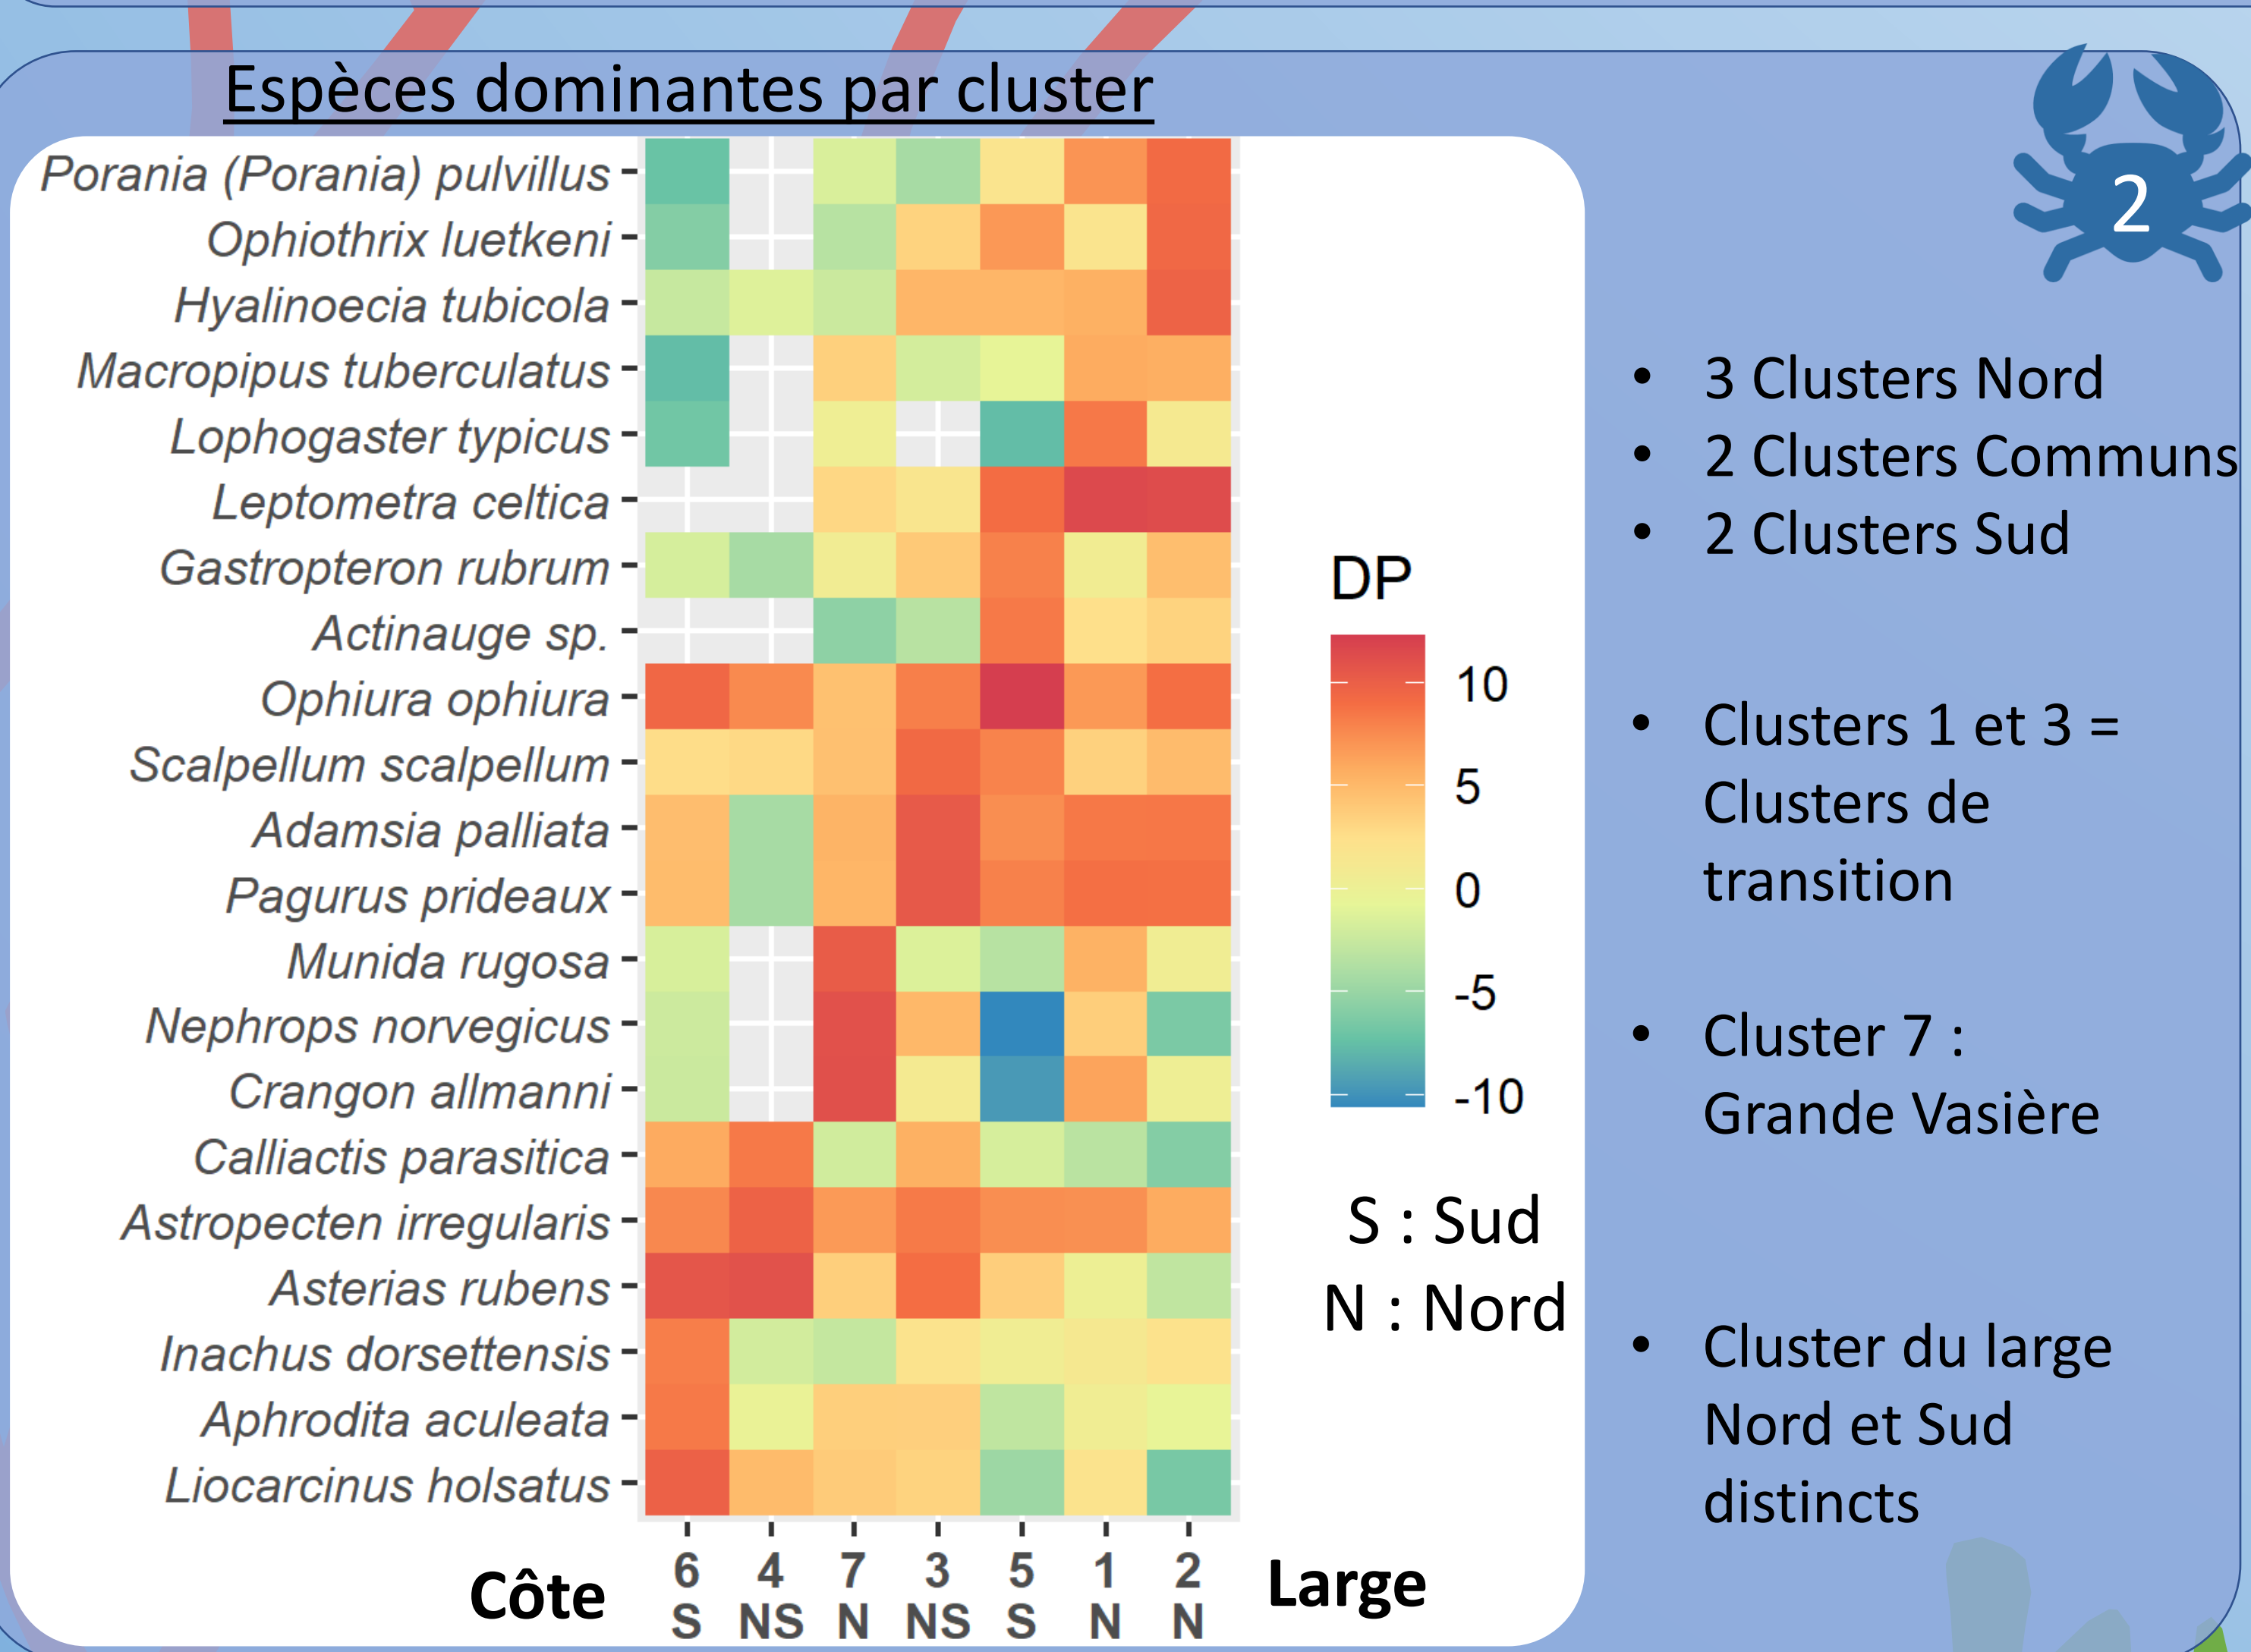 Espèces dominantes par cluster
2
Porania (Porania) pulvillus
Ophiothrix luetkeni
Hyalinoecia tubicola
Macropipus tuberculatus
Lophogaster typicus
Leptometra celtica
Gastropteron rubrum
Actinauge sp.
Ophiura ophiura
Scalpellum scalpellum
Adamsia palliata
Pagurus prideaux
Munida rugosa
Nephrops norvegicus
Crangon allmanni
Calliactis parasitica
Astropecten irregularis
Asterias rubens
Inachus dorsettensis
Aphrodita aculeata
Liocarcinus holsatus
6 4 7 3 5 1 2
S NS N NS S N N
Côte
Large
DP
10
5
0
-5
-10
S : Sud
N : Nord
• 3 Clusters Nord
• 2 Clusters Communs
• 2 Clusters Sud
• Clusters 1 et 3 =
Clusters de
transition
• Cluster 7 :
Grande Vasière
• Cluster du large
Nord et Sud
distincts